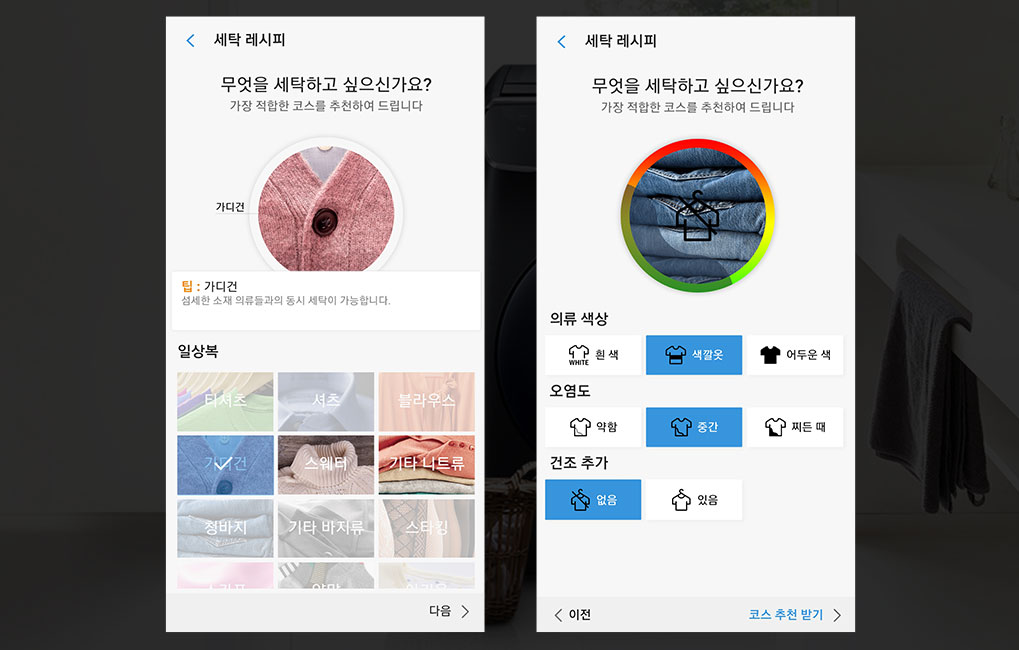 세탁 레시피
무엇을 세탁하고 싶으신가요?
가장 적합한 코스를 추천하여 드립니다
가디건
팁 : 가디건
섬세한 소재 의류들과의 동시 세탁이 가능합니다.
일상복
티셔츠
셔츠
블라우스
가디건
스웨터
기타 니트류
청바지
기타 바지류
스타킹
다음
세탁 레시피
무엇을 세탁하고 싶으신가요?
가장 적합한 코스를 추천하여 드립니다
의류 색상
WHITE 흰 색
색깔옷
어두운 색
오염도
약함
중간
찌든 때
건조 추가
없음
있음
이전
코스 추천 받기